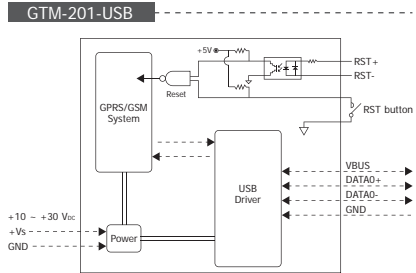 GTM-201-USB
+5V
RST+
RST-
Reset
RST button
GPRS/GSM
System
USB
Driver
VBUS
DATA0+
DATA0-
GND
+10 ~ +30 VDC
+Vs
GND
Power